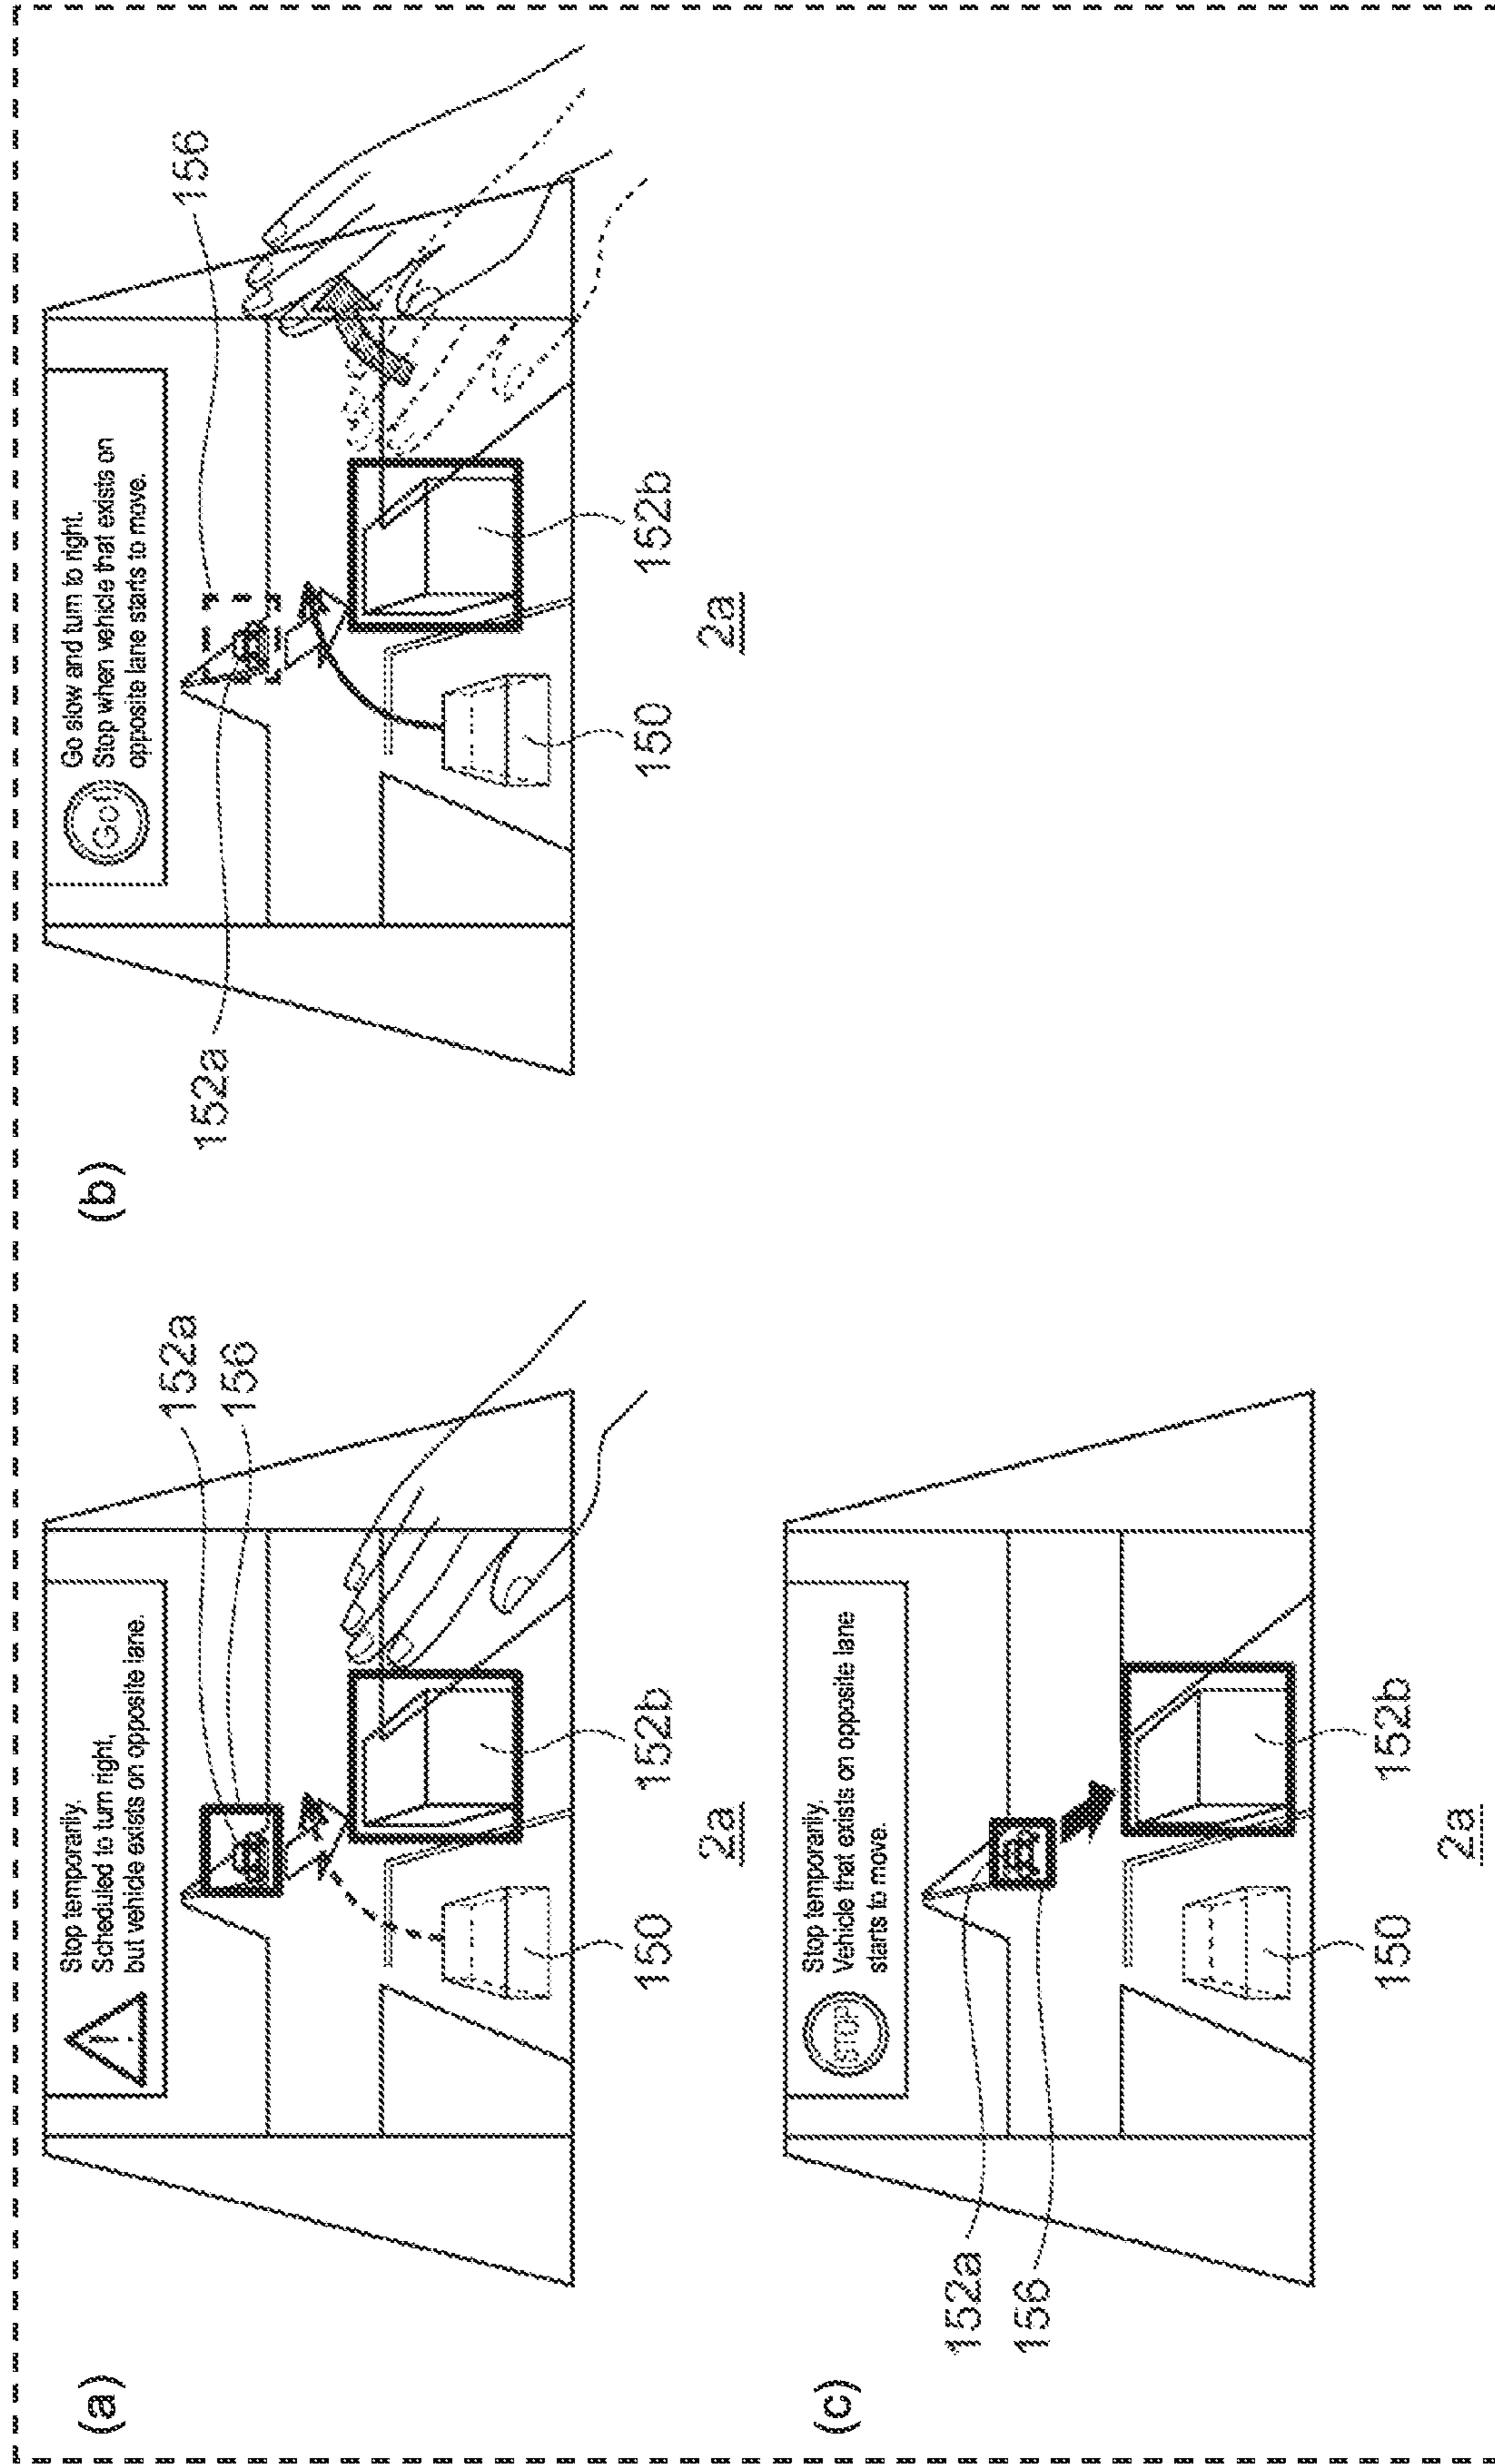 (a)
Stop temporarily.
Scheduled to turn right,
but vehicle exists on opposite lane.
152a
156
150
152b
2a
(b)
Go!
Go slow and turn to right.
Stop when vehicle that exists on
opposite lane starts to move.
152a
156
150
152b
2a
(c)
STOP
Stop temporarily.
Vehicle that exists on opposite lane
starts to move.
152a
156
150
152b
2a